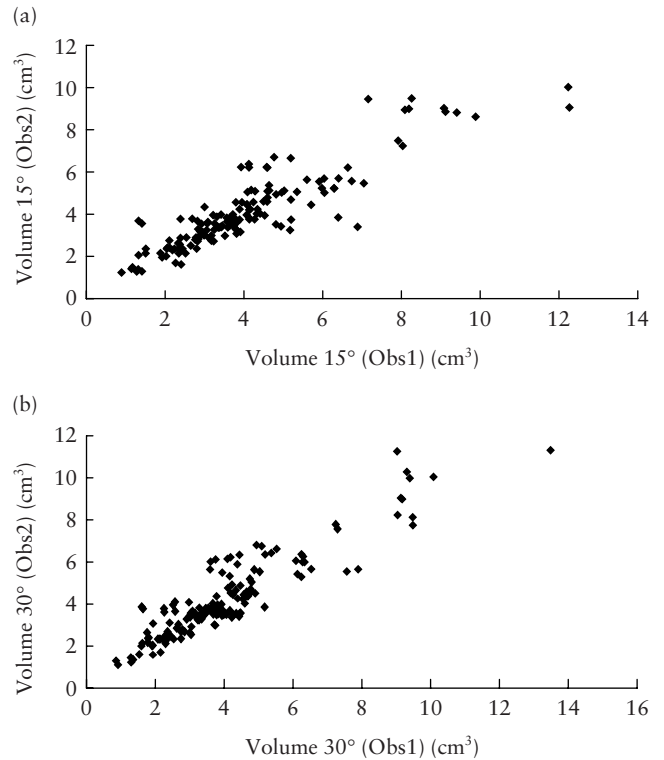 (a)
Volume 15° (Obs2) (cm³)
12
10
8
6
4
2
0
0 2 4 6 8 10 12 14
Volume 15° (Obs1) (cm³)
(b)
Volume 30° (Obs2) (cm³)
12
10
8
6
4
2
0
0 2 4 6 8 10 12 14 16
Volume 30° (Obs1) (cm³)